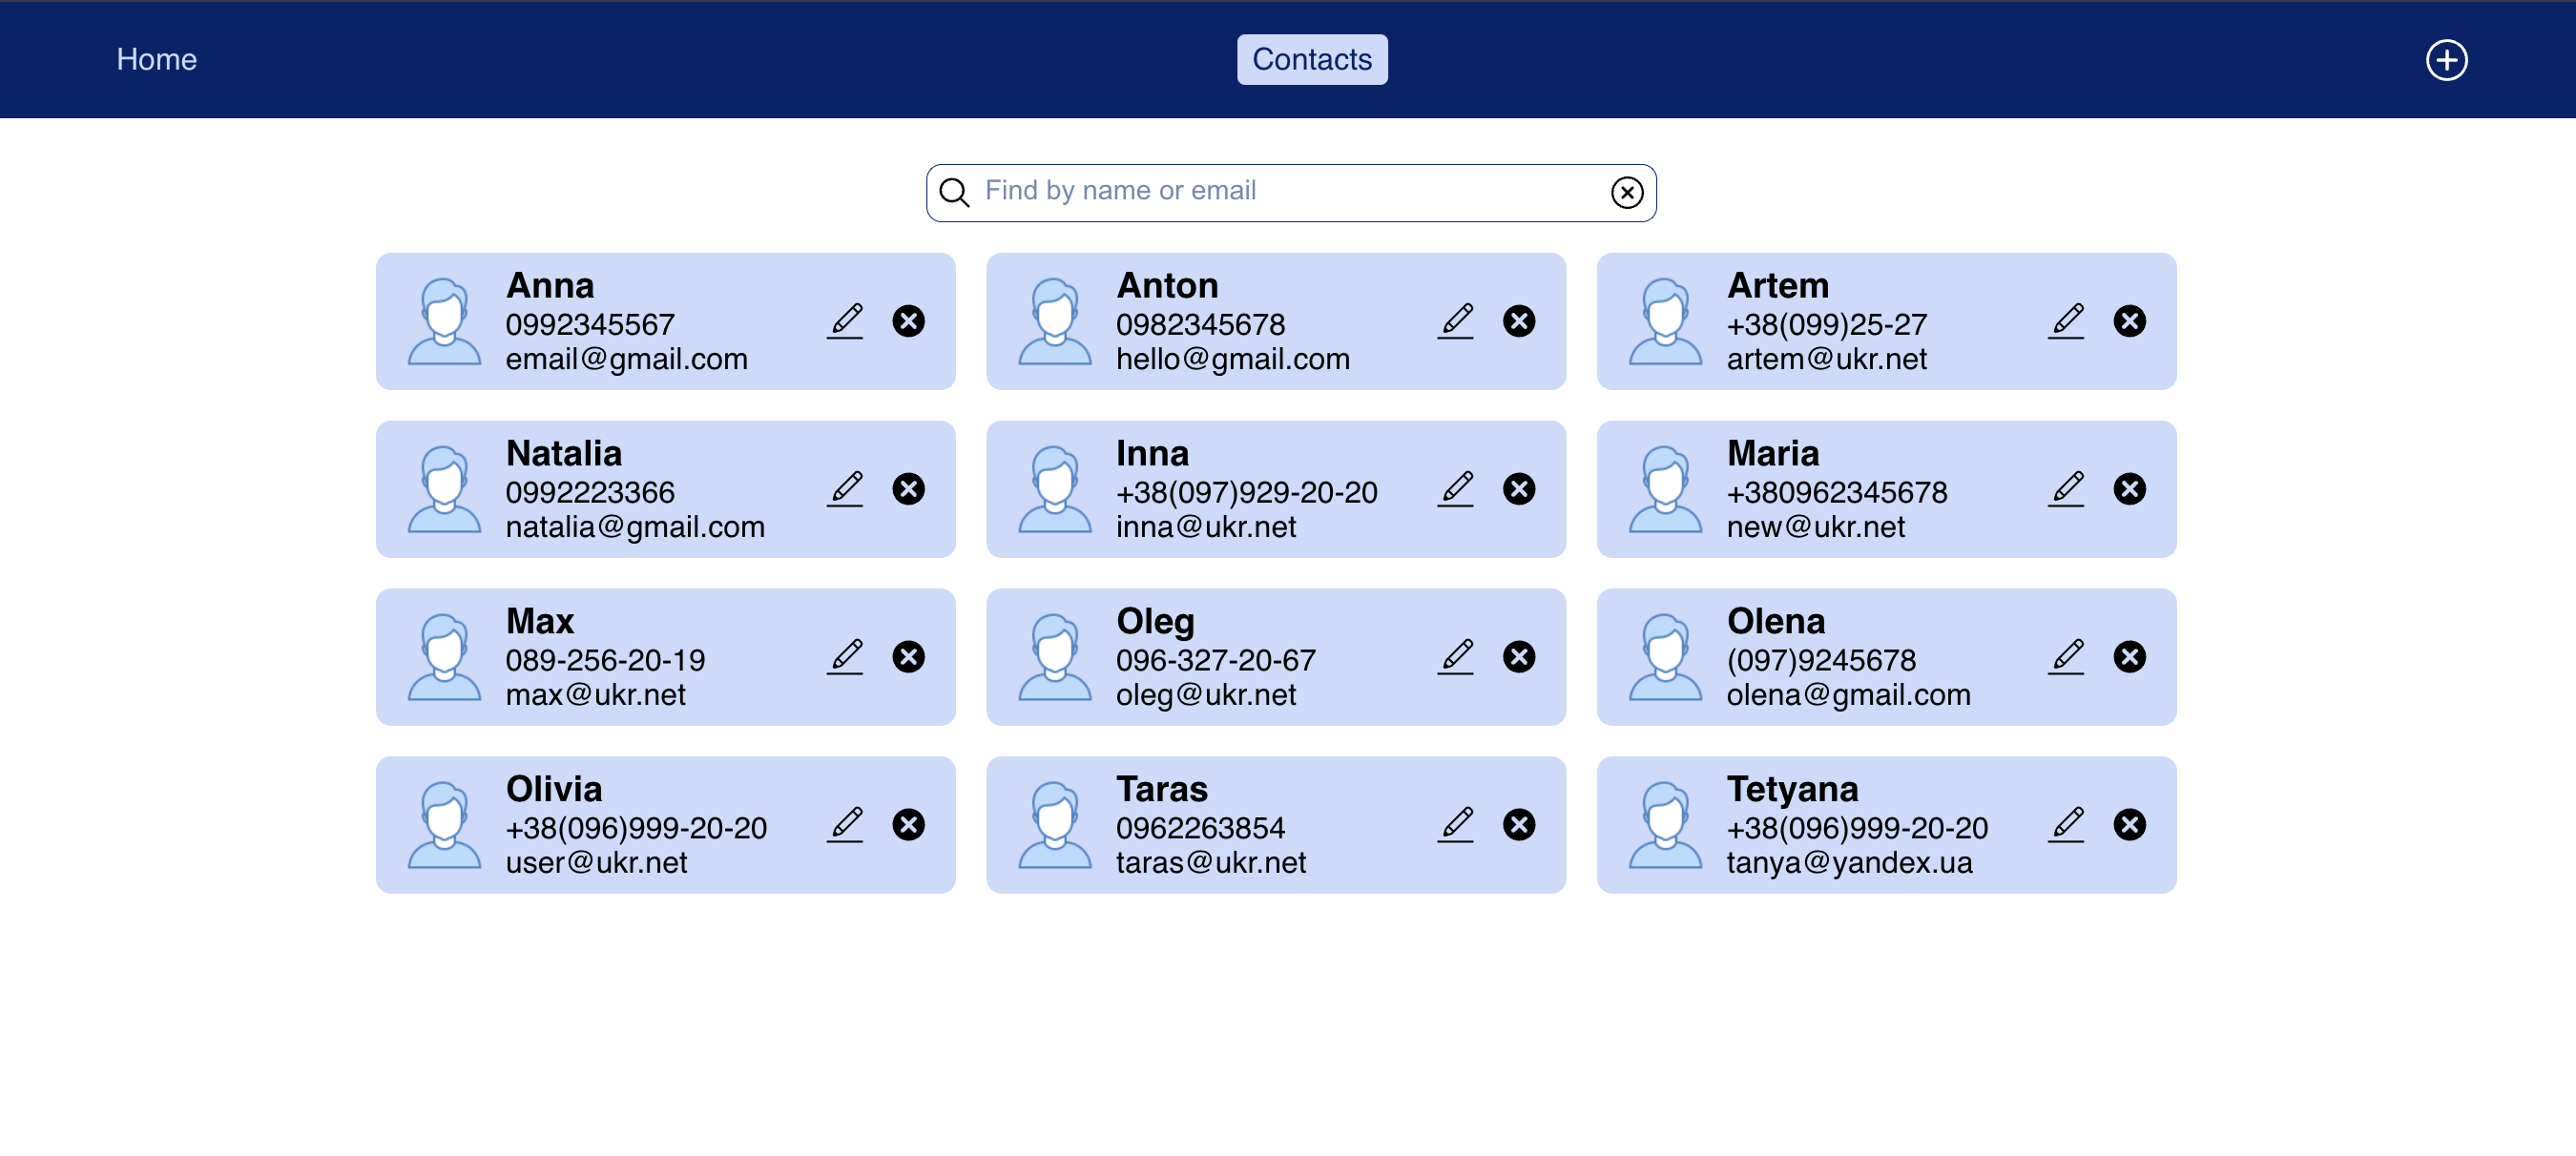 Home
Contacts
Find by name or email
Anna
0992345567
email@gmail.com
Anton
0982345678
hello@gmail.com
Artem
+38(099)25-27
artem@ukr.net
Natalia
0992223366
natalia@gmail.com
Inna
+38(097)929-20-20
inna@ukr.net
Maria
+380962345678
new@ukr.net
Max
089-256-20-19
max@ukr.net
Oleg
096-327-20-67
oleg@ukr.net
Olena
(097)9245678
olena@gmail.com
Olivia
+38(096)999-20-20
user@ukr.net
Taras
0962263854
taras@ukr.net
Tetyana
+38(096)999-20-20
tanya@yandex.ua